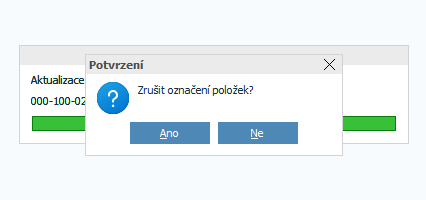 Potvrzení
Aktualizace
Zrušit označení položek?
000-100-02
Ano
Ne